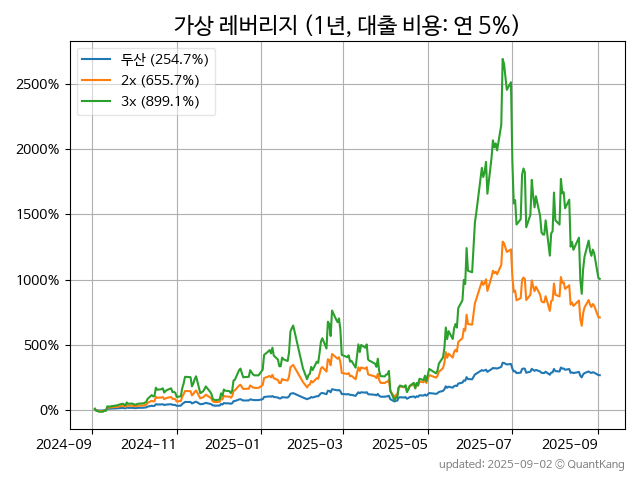 가상 레버리지 (1년, 대출 비용: 연 5%)
두산 (254.7%)
2x (655.7%)
3x (899.1%)
2500%
2000%
1500%
1000%
500%
0%
2024-09 2024-11 2025-01 2025-03 2025-05 2025-07 2025-09
updated: 2025-09-02 © QuantKang